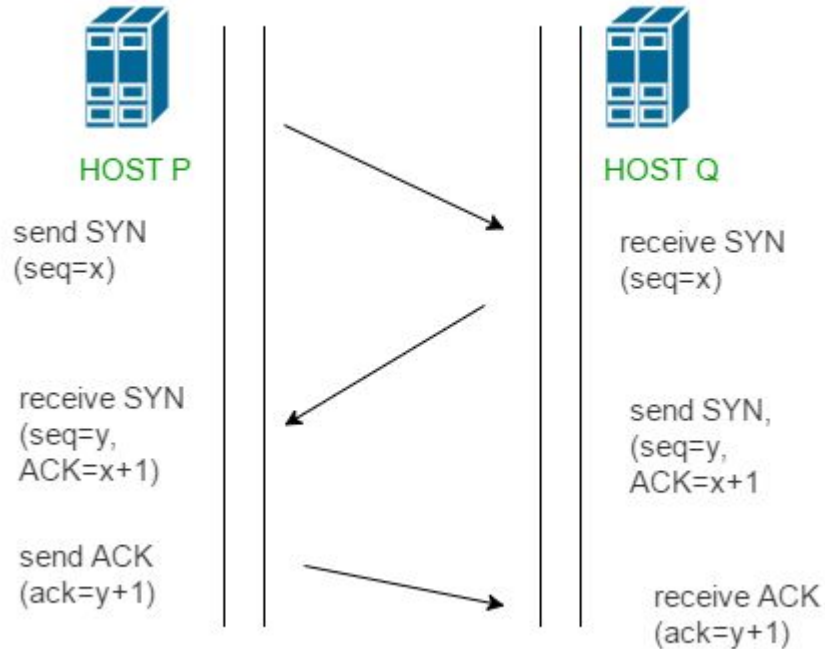 HOST P
HOST Q
send SYN
(seq=x)
receive SYN
(seq=x)
receive SYN
(seq=y,
ACK=x+1)
send SYN,
(seq=y,
ACK=x+1
send ACK
(ack=y+1)
receive ACK
(ack=y+1)